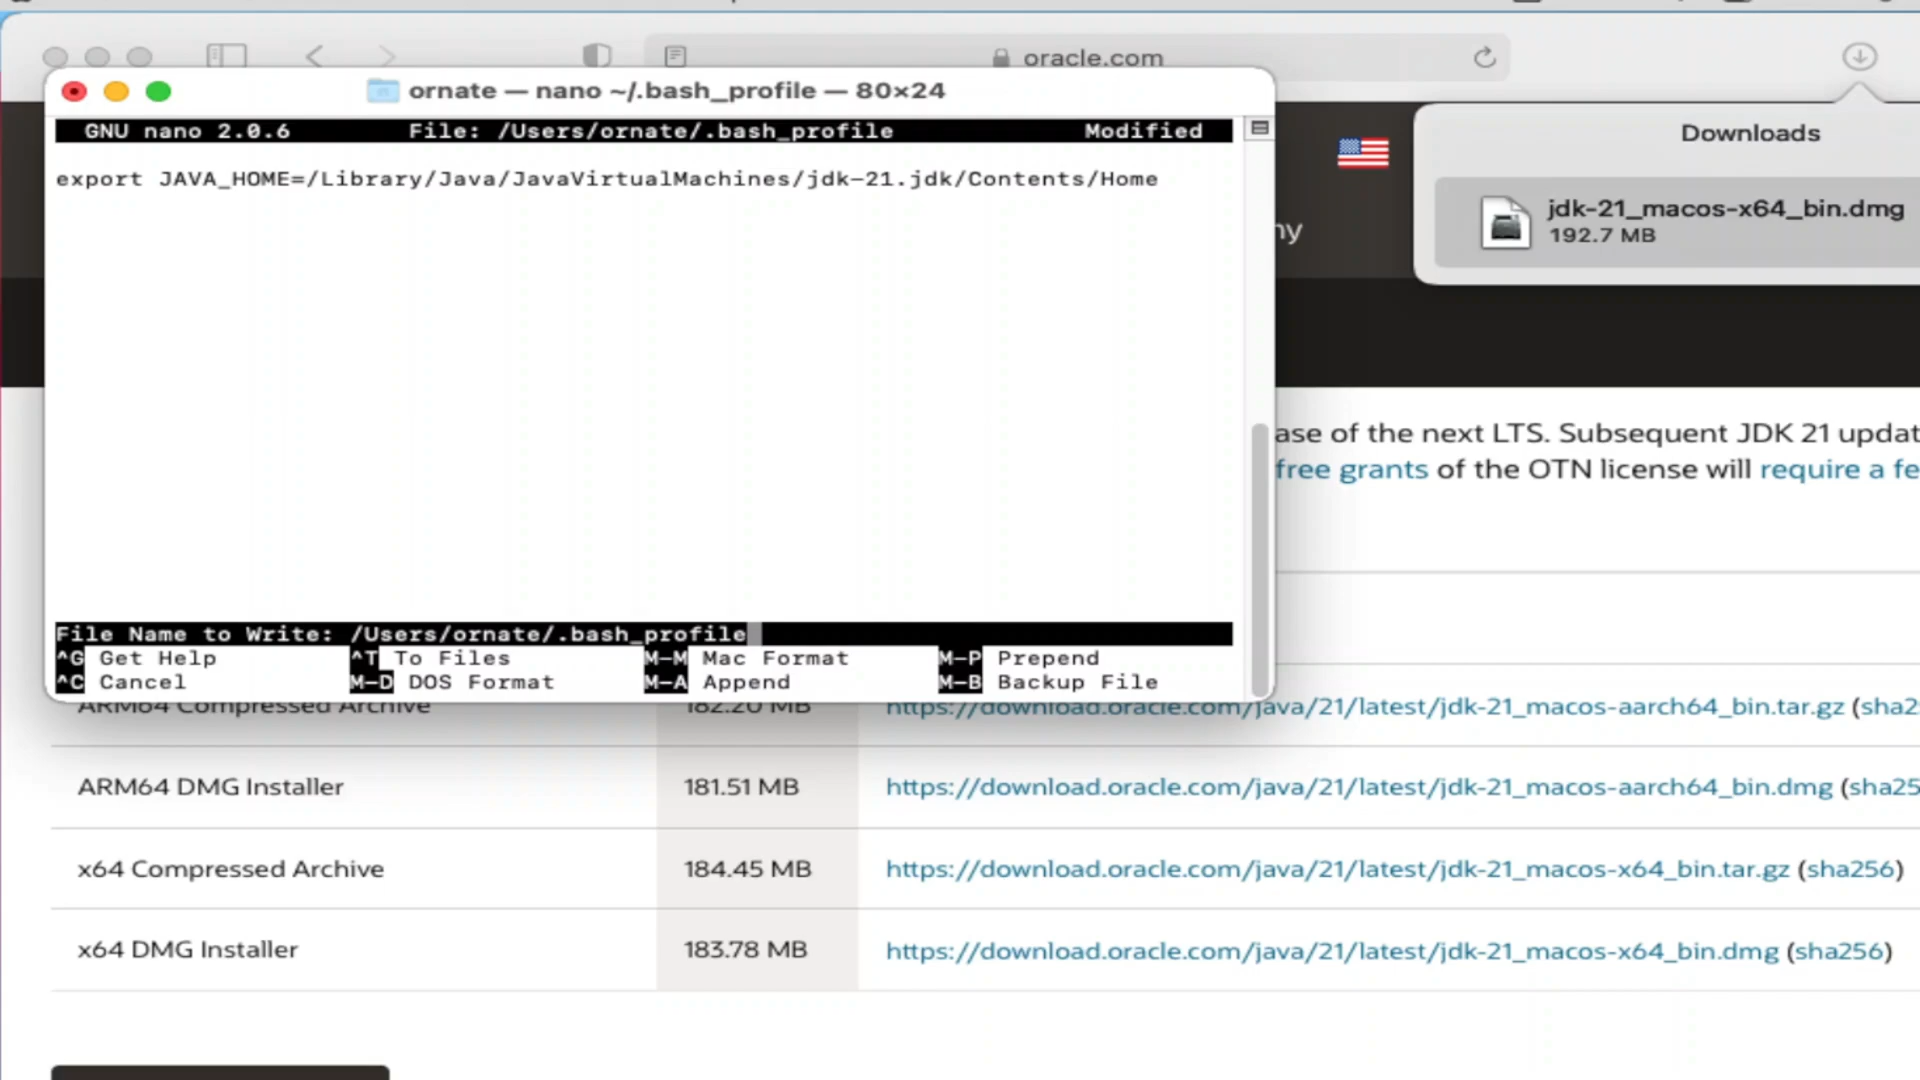 oracle.com
ornate — nano ~/.bash_profile — 80×24
GNU nano 2.0.6 File: /Users/ornate/.bash_profile Modified
export JAVA_HOME=/Library/Java/JavaVirtualMachines/jdk-21.jdk/Contents/Home
File Name to Write: /Users/ornate/.bash_profile
^G Get Help ^T To Files M-M Mac Format M-P Prepend
^C Cancel M-D DOS Format M-A Append M-B Backup File
Downloads
jdk-21_macos-x64_bin.dmg
192.7 MB
ny
ase of the next LTS. Subsequent JDK 21 updat
free grants of the OTN license will require a fe
ARM64 Compressed Archive 182.20 MB https://download.oracle.com/java/21/latest/jdk-21_macos-aarch64_bin.tar.gz (sha2
ARM64 DMG Installer 181.51 MB https://download.oracle.com/java/21/latest/jdk-21_macos-aarch64_bin.dmg (sha25
x64 Compressed Archive 184.45 MB https://download.oracle.com/java/21/latest/jdk-21_macos-x64_bin.tar.gz (sha256)
x64 DMG Installer 183.78 MB https://download.oracle.com/java/21/latest/jdk-21_macos-x64_bin.dmg (sha256)